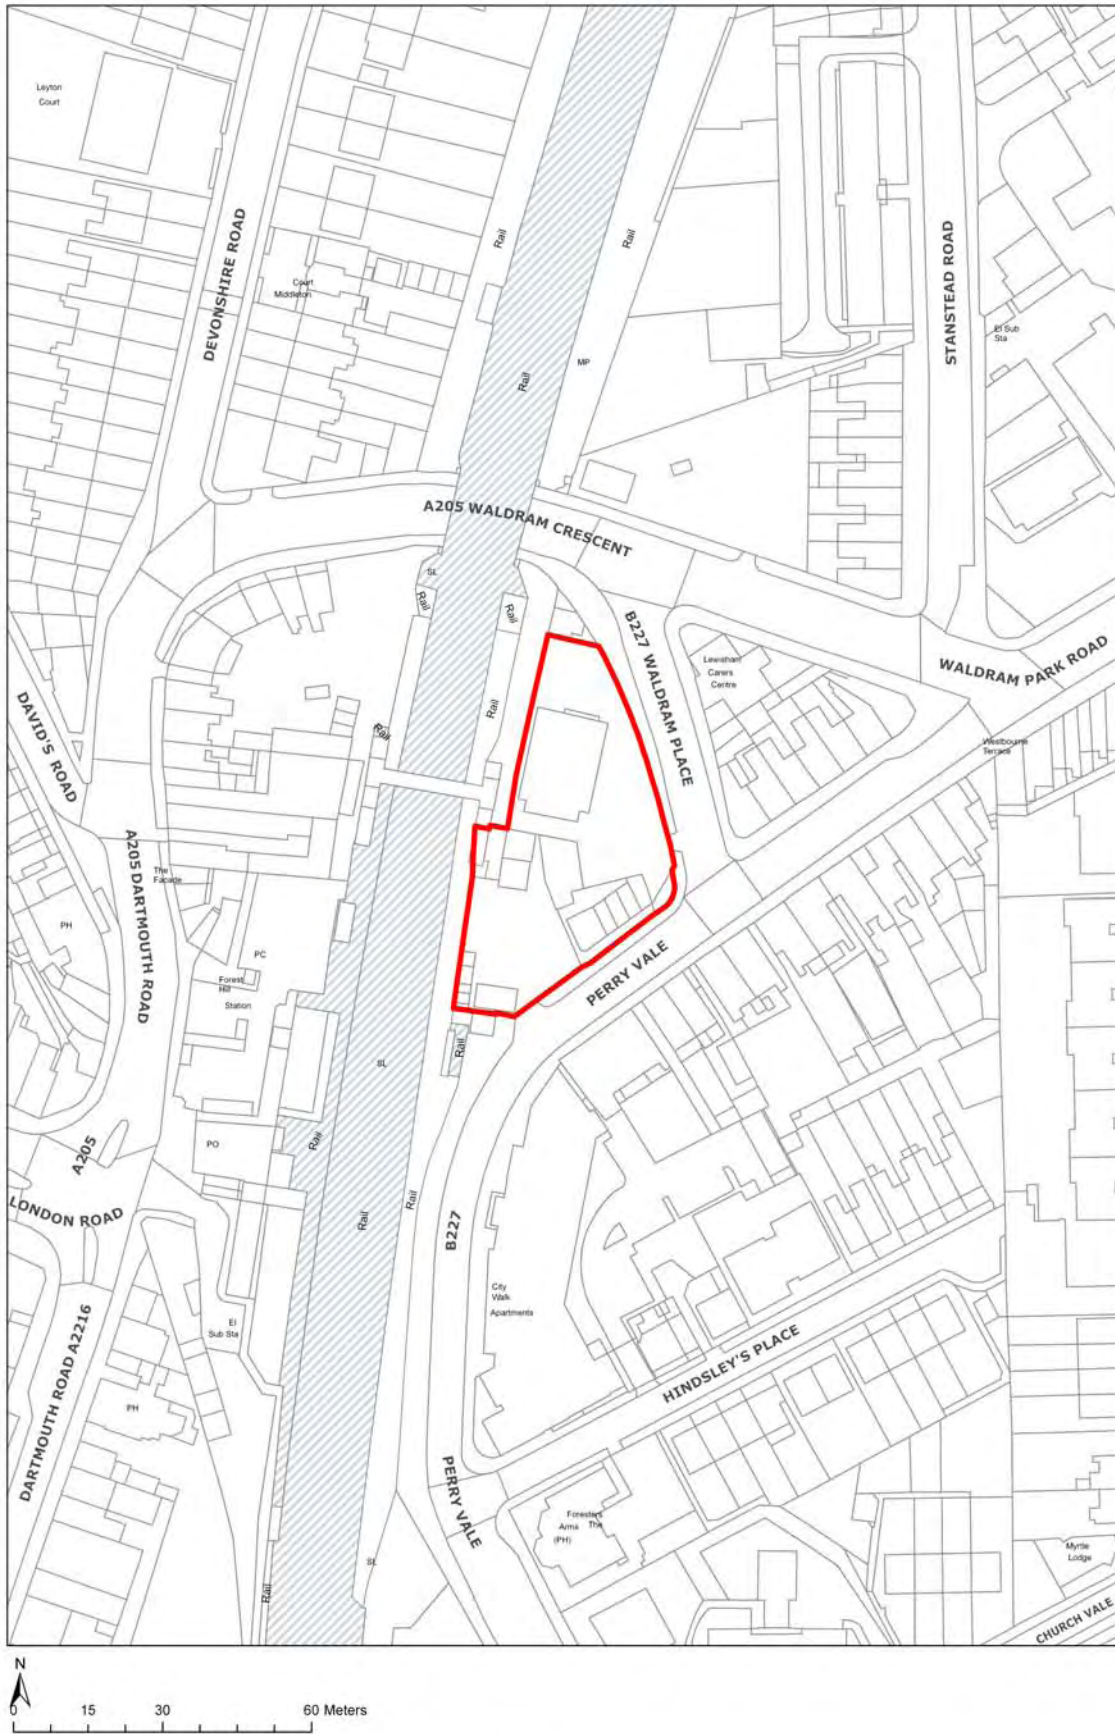 Leyton
Court
DEVONSHIRE ROAD
Rail
Rail
STANSTEAD ROAD
Court
Middleton
El Sub
Sta
MP
Rail
A205 WALDRAM CRESCENT
SL
Rail
Rail
B227 WALDRAM PLACE
Lewisham
Carers
Centre
WALDRAM PARK ROAD
DAVID'S ROAD
Rail
Rail
Westbourne
Terrace
A205 DARTMOUTH ROAD
The
Facade
PH
PC
Forest
Hill
Station
PERRY VALE
Rail
SL
PO
Rail
A205
LONDON ROAD
Rail
Rail
B227
City
Walk
Apartments
El
Sub Sta
DARTMOUTH ROAD A2216
PH
HINDSLEY'S PLACE
PERRY VALE
Foresters
Arms The
(PH)
Myrtle
Lodge
SL
Rail
CHURCH VALE
N
0 15 30 60 Meters